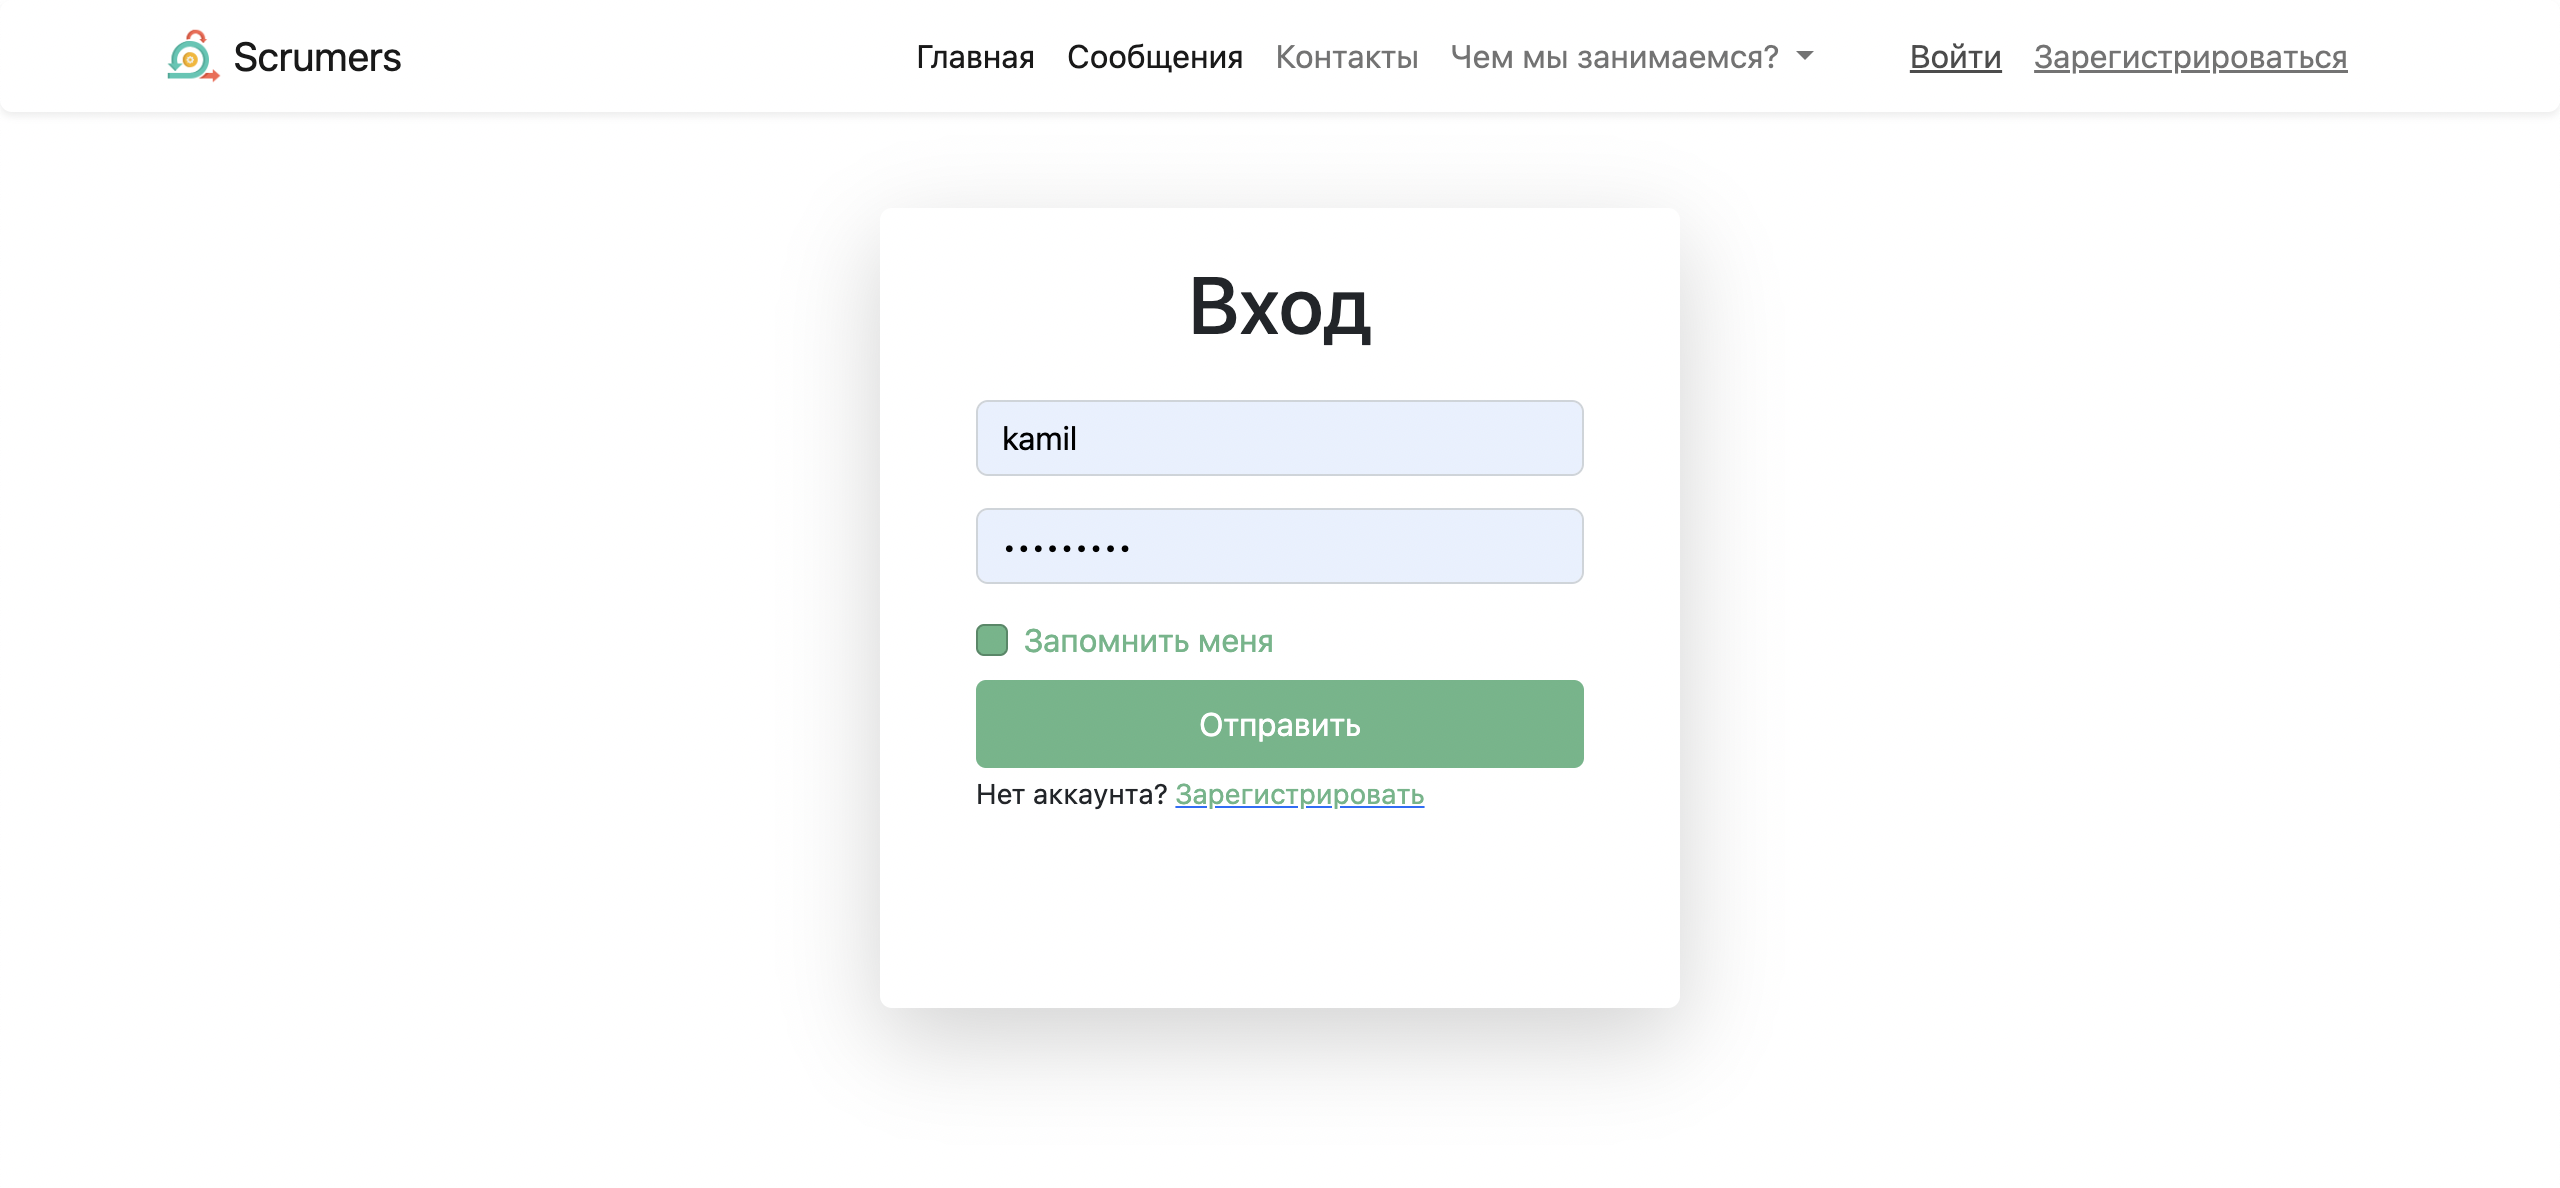 Scrumers Главная Сообщения Контакты Чем мы занимаемся? Войти Зарегистрироваться
Вход
kamil
•••••••••
Запомнить меня
Отправить
Нет аккаунта? Зарегистрировать